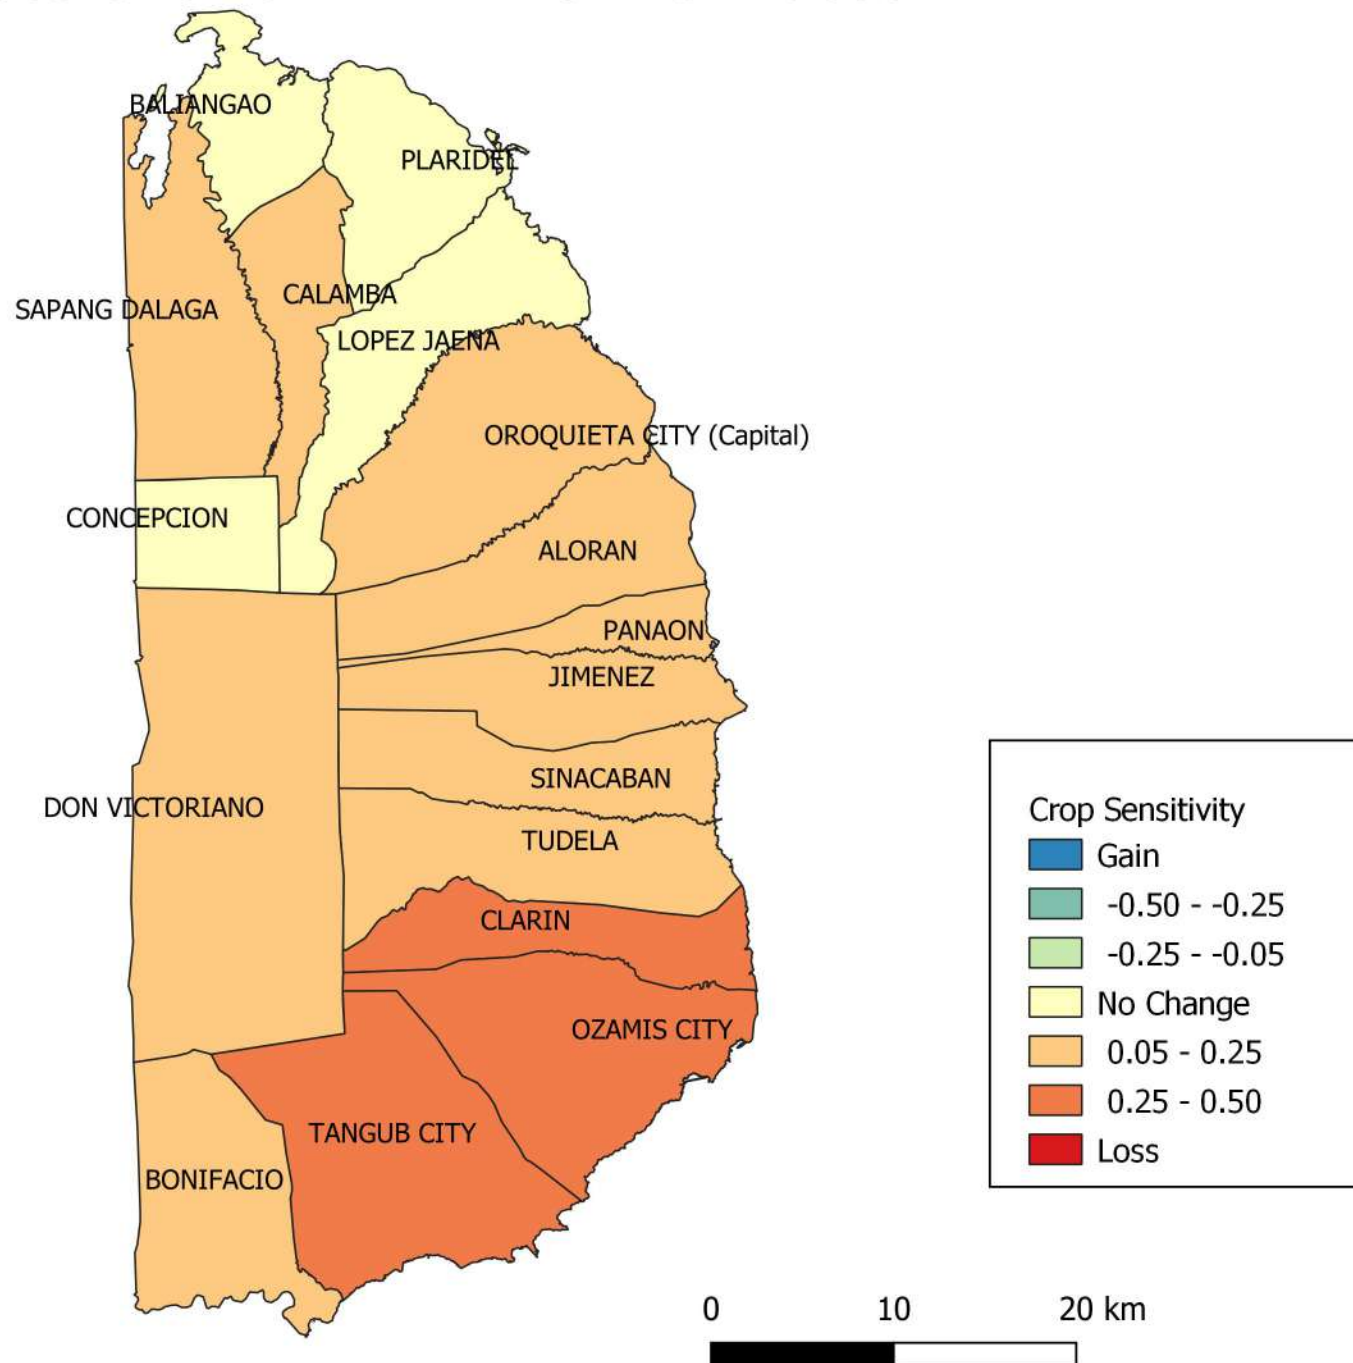 BALIANGAO
PLARIDEL
CALAMBA
SAPANG DALAGA
LOPEZ JAENA
OROQUIETA CITY (Capital)
CONCEPCION
ALORAN
PANAON
JIMENEZ
SINACABAN
DON VICTORIANO
TUDELA
CLARIN
OZAMIS CITY
TANGUB CITY
BONIFACIO
Crop Sensitivity
Gain
-0.50 - -0.25
-0.25 - -0.05
No Change
0.05 - 0.25
0.25 - 0.50
Loss
0 10 20 km